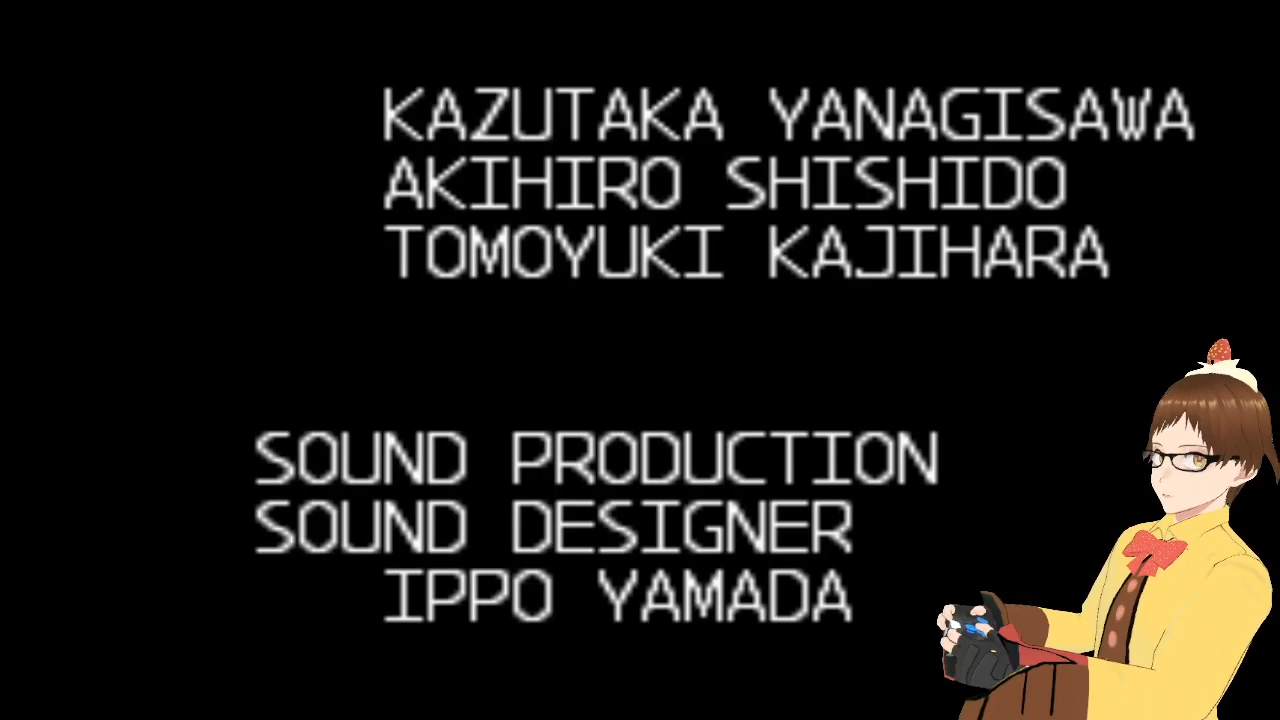 KAZUTAKA YANAGISAWA
AKIHIRO SHISHIDO
TOMOYUKI KAJIHARA
SOUND PRODUCTION
SOUND DESIGNER
IPPO YAMADA